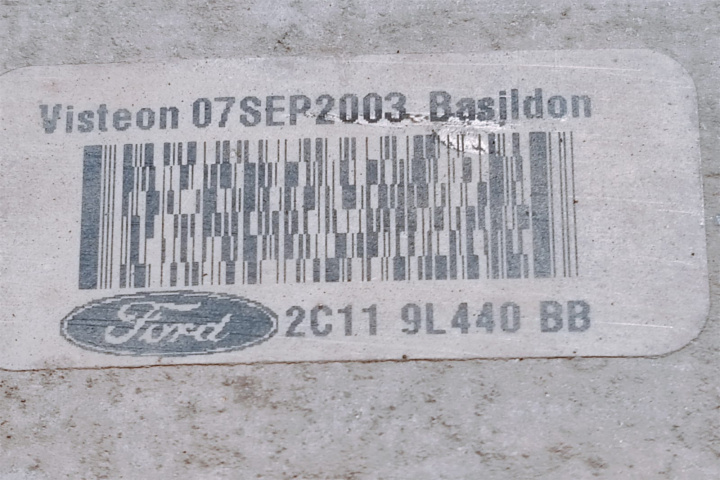 Visteon 07SEP2003 Basildon
Ford 2C11 9L440 BB